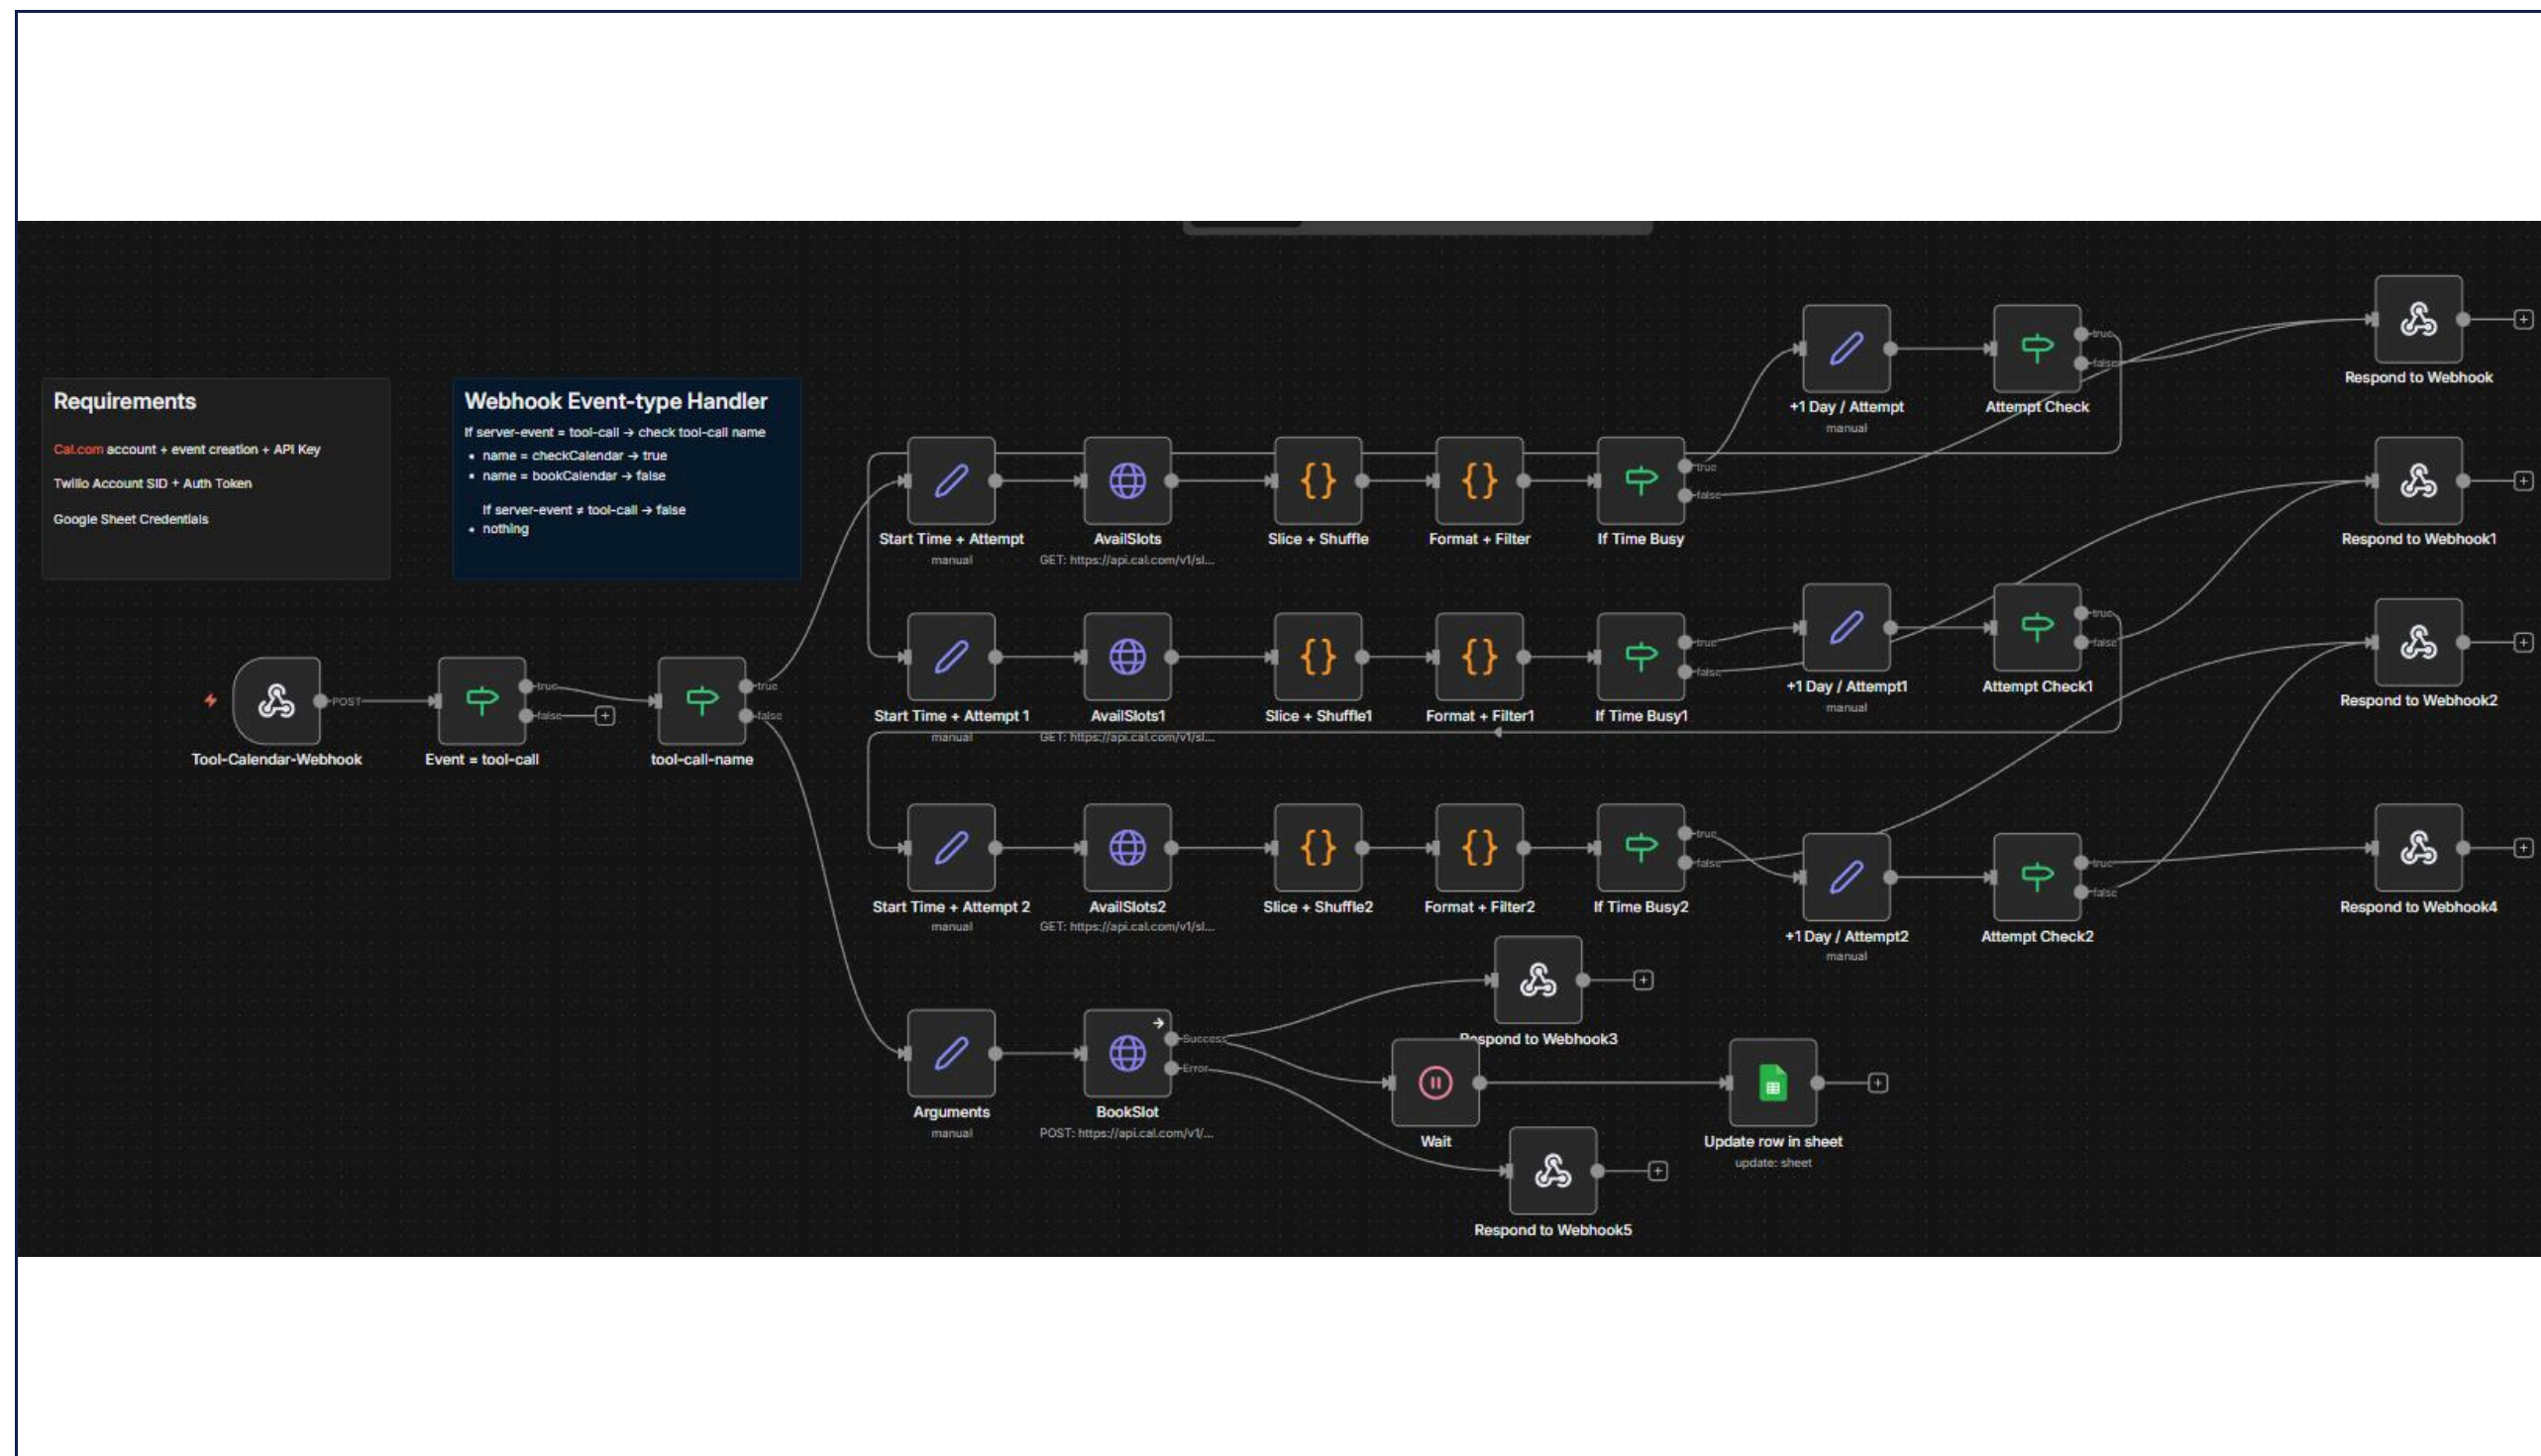 Requirements
Cal.com account + event creation + API Key
Twilio Account SID + Auth Token
Google Sheet Credentials
Webhook Event-type Handler
If server-event = tool-call → check tool-call name
• name = checkCalendar → true
• name = bookCalendar → false
If server-event ≠ tool-call → false
• nothing
Tool-Calendar-Webhook
POST
Event = tool-call
true
false
tool-call-name
true
false
Start Time + Attempt
manual
AvailSlots
GET: https://api.cal.com/v1/sl...
Slice + Shuffle
Format + Filter
If Time Busy
true
false
+1 Day / Attempt
manual
Attempt Check
true
false
Respond to Webhook
Start Time + Attempt 1
manual
AvailSlots1
GET: https://api.cal.com/v1/sl...
Slice + Shuffle1
Format + Filter1
If Time Busy1
true
false
+1 Day / Attempt1
manual
Attempt Check1
true
false
Respond to Webhook1
Respond to Webhook2
Start Time + Attempt 2
manual
AvailSlots2
GET: https://api.cal.com/v1/sl...
Slice + Shuffle2
Format + Filter2
If Time Busy2
true
false
+1 Day / Attempt2
manual
Attempt Check2
true
false
Respond to Webhook4
Arguments
manual
BookSlot
POST: https://api.cal.com/v1/...
Success
Error
Respond to Webhook3
Wait
Update row in sheet
update: sheet
Respond to Webhook5